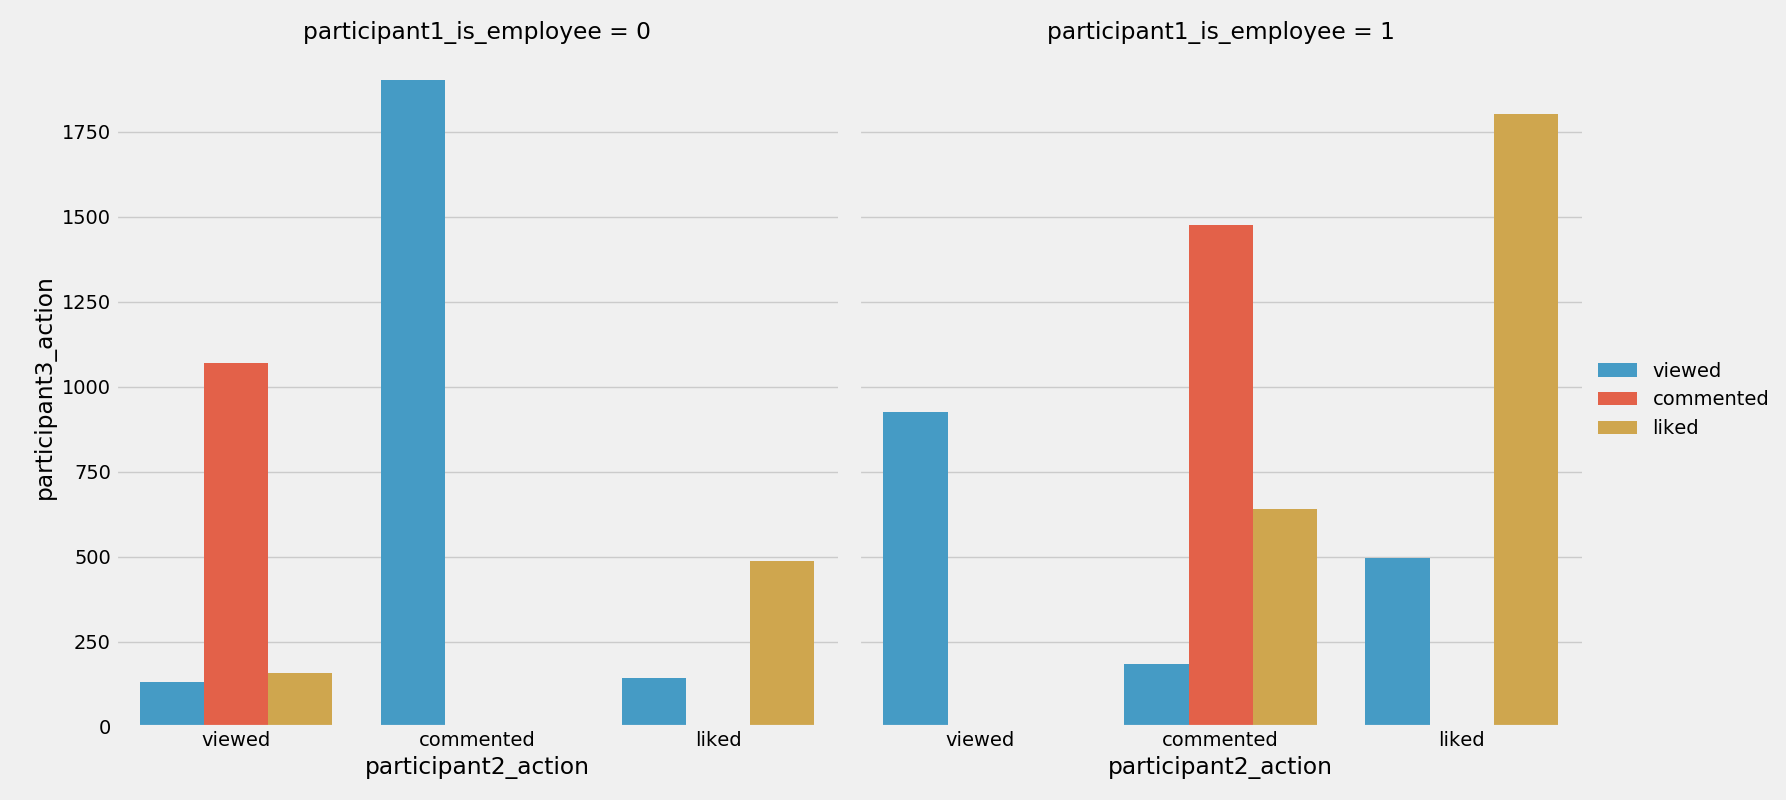 participant1_is_employee = 0
participant1_is_employee = 1
participant3_action
1750
1500
1250
1000
750
500
250
0
viewed
commented
liked
participant2_action
viewed
commented
liked
participant2_action
viewed
commented
liked